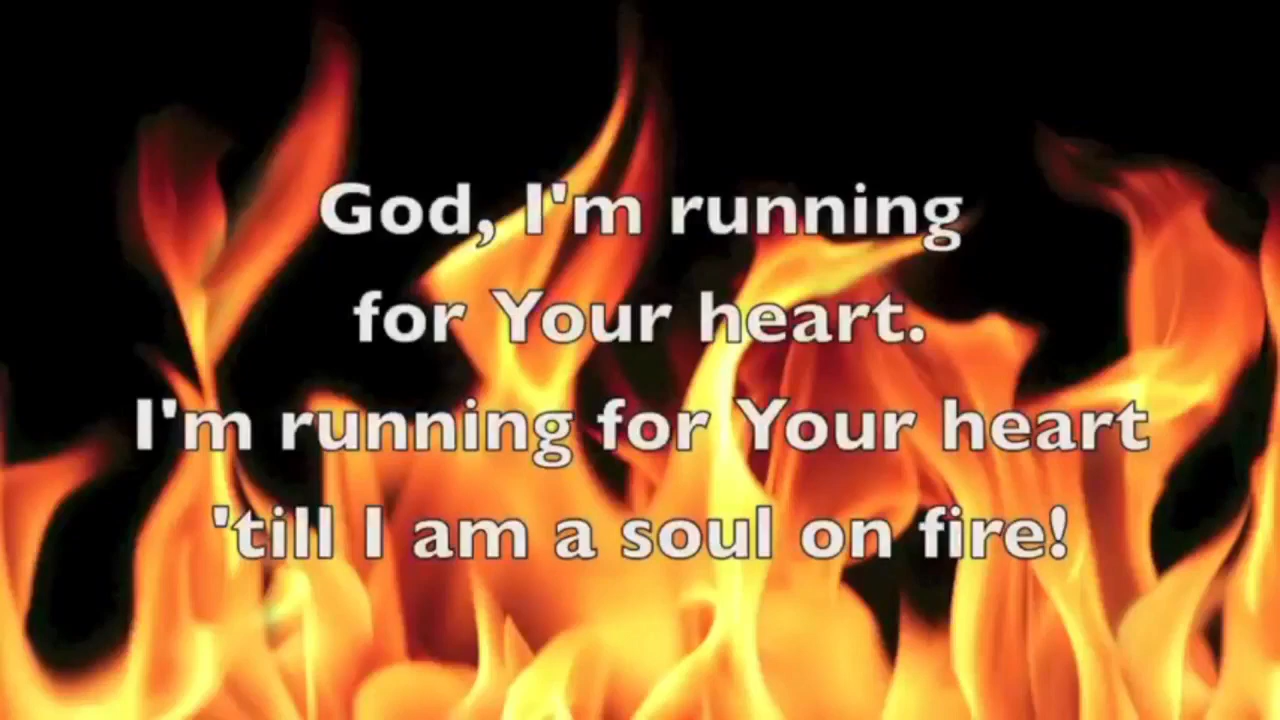 God, I'm running
for Your heart.
I'm running for Your heart
'till I am a soul on fire!